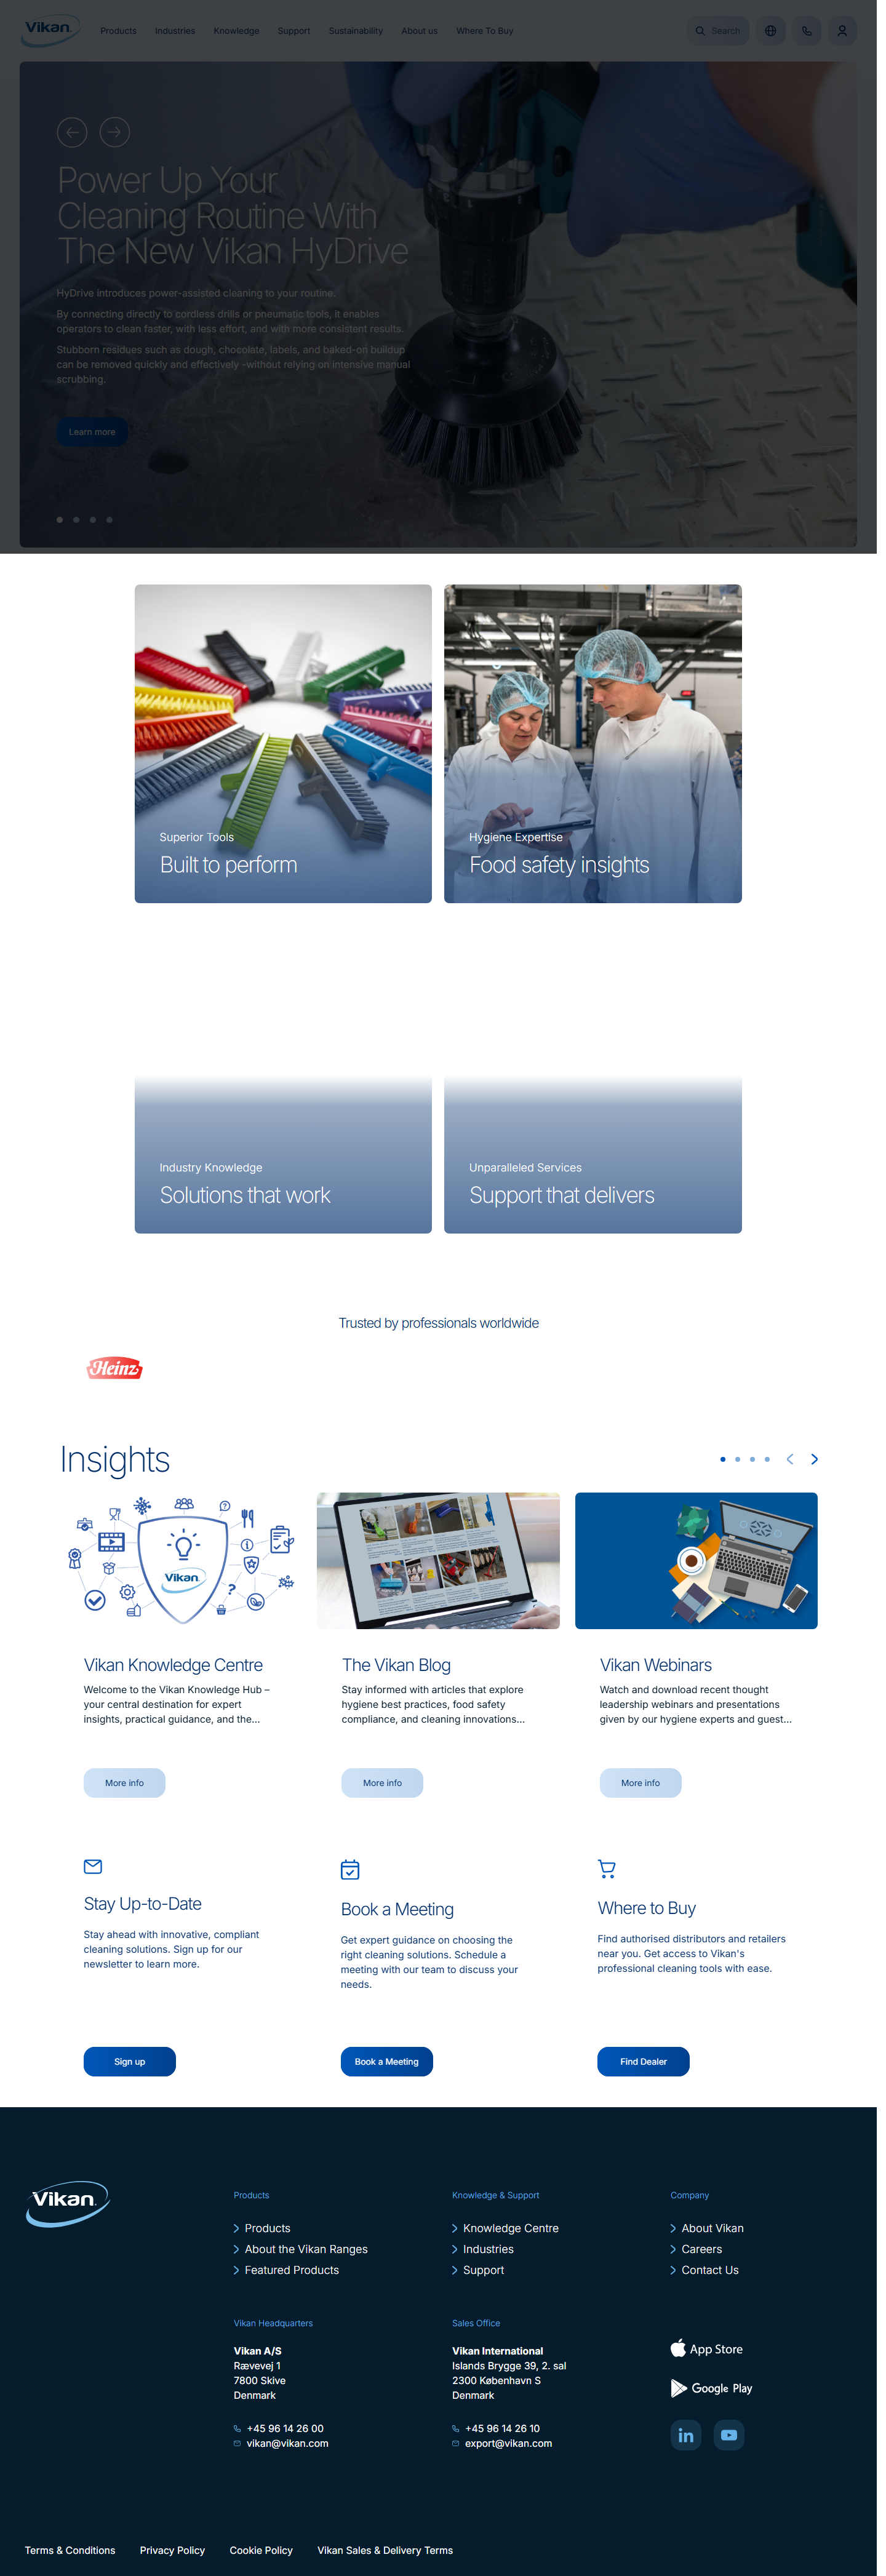 Vikan
Products
Industries
Knowledge
Support
Sustainability
About us
Where To Buy
Search
Power Up Your
Cleaning Routine With
The New Vikan HyDrive
HyDrive introduces power-assisted cleaning to your routine.
By connecting directly to cordless drills or pneumatic tools, it enables
operators to clean faster, with less effort, and with more consistent results.
Stubborn residues such as dough, chocolate, labels, and baked-on buildup
can be removed quickly and effectively -without relying on intensive manual
scrubbing.
Learn more
Superior Tools
Built to perform
Hygiene Expertise
Food safety insights
Industry Knowledge
Solutions that work
Unparalleled Services
Support that delivers
Trusted by professionals worldwide
Heinz
Insights
Vikan
Vikan Knowledge Centre
Welcome to the Vikan Knowledge Hub –
your central destination for expert
insights, practical guidance, and the...
More info
The Vikan Blog
Stay informed with articles that explore
hygiene best practices, food safety
compliance, and cleaning innovations...
More info
Vikan Webinars
Watch and download recent thought
leadership webinars and presentations
given by our hygiene experts and guest...
More info
Stay Up-to-Date
Stay ahead with innovative, compliant
cleaning solutions. Sign up for our
newsletter to learn more.
Sign up
Book a Meeting
Get expert guidance on choosing the
right cleaning solutions. Schedule a
meeting with our team to discuss your
needs.
Book a Meeting
Where to Buy
Find authorised distributors and retailers
near you. Get access to Vikan's
professional cleaning tools with ease.
Find Dealer
Vikan
Products
Products
About the Vikan Ranges
Featured Products
Knowledge & Support
Knowledge Centre
Industries
Support
Company
About Vikan
Careers
Contact Us
Vikan Headquarters
Vikan A/S
Rævevej 1
7800 Skive
Denmark
+45 96 14 26 00
vikan@vikan.com
Sales Office
Vikan International
Islands Brygge 39, 2. sal
2300 København S
Denmark
+45 96 14 26 10
export@vikan.com
App Store
Google Play
in
Terms & Conditions
Privacy Policy
Cookie Policy
Vikan Sales & Delivery Terms